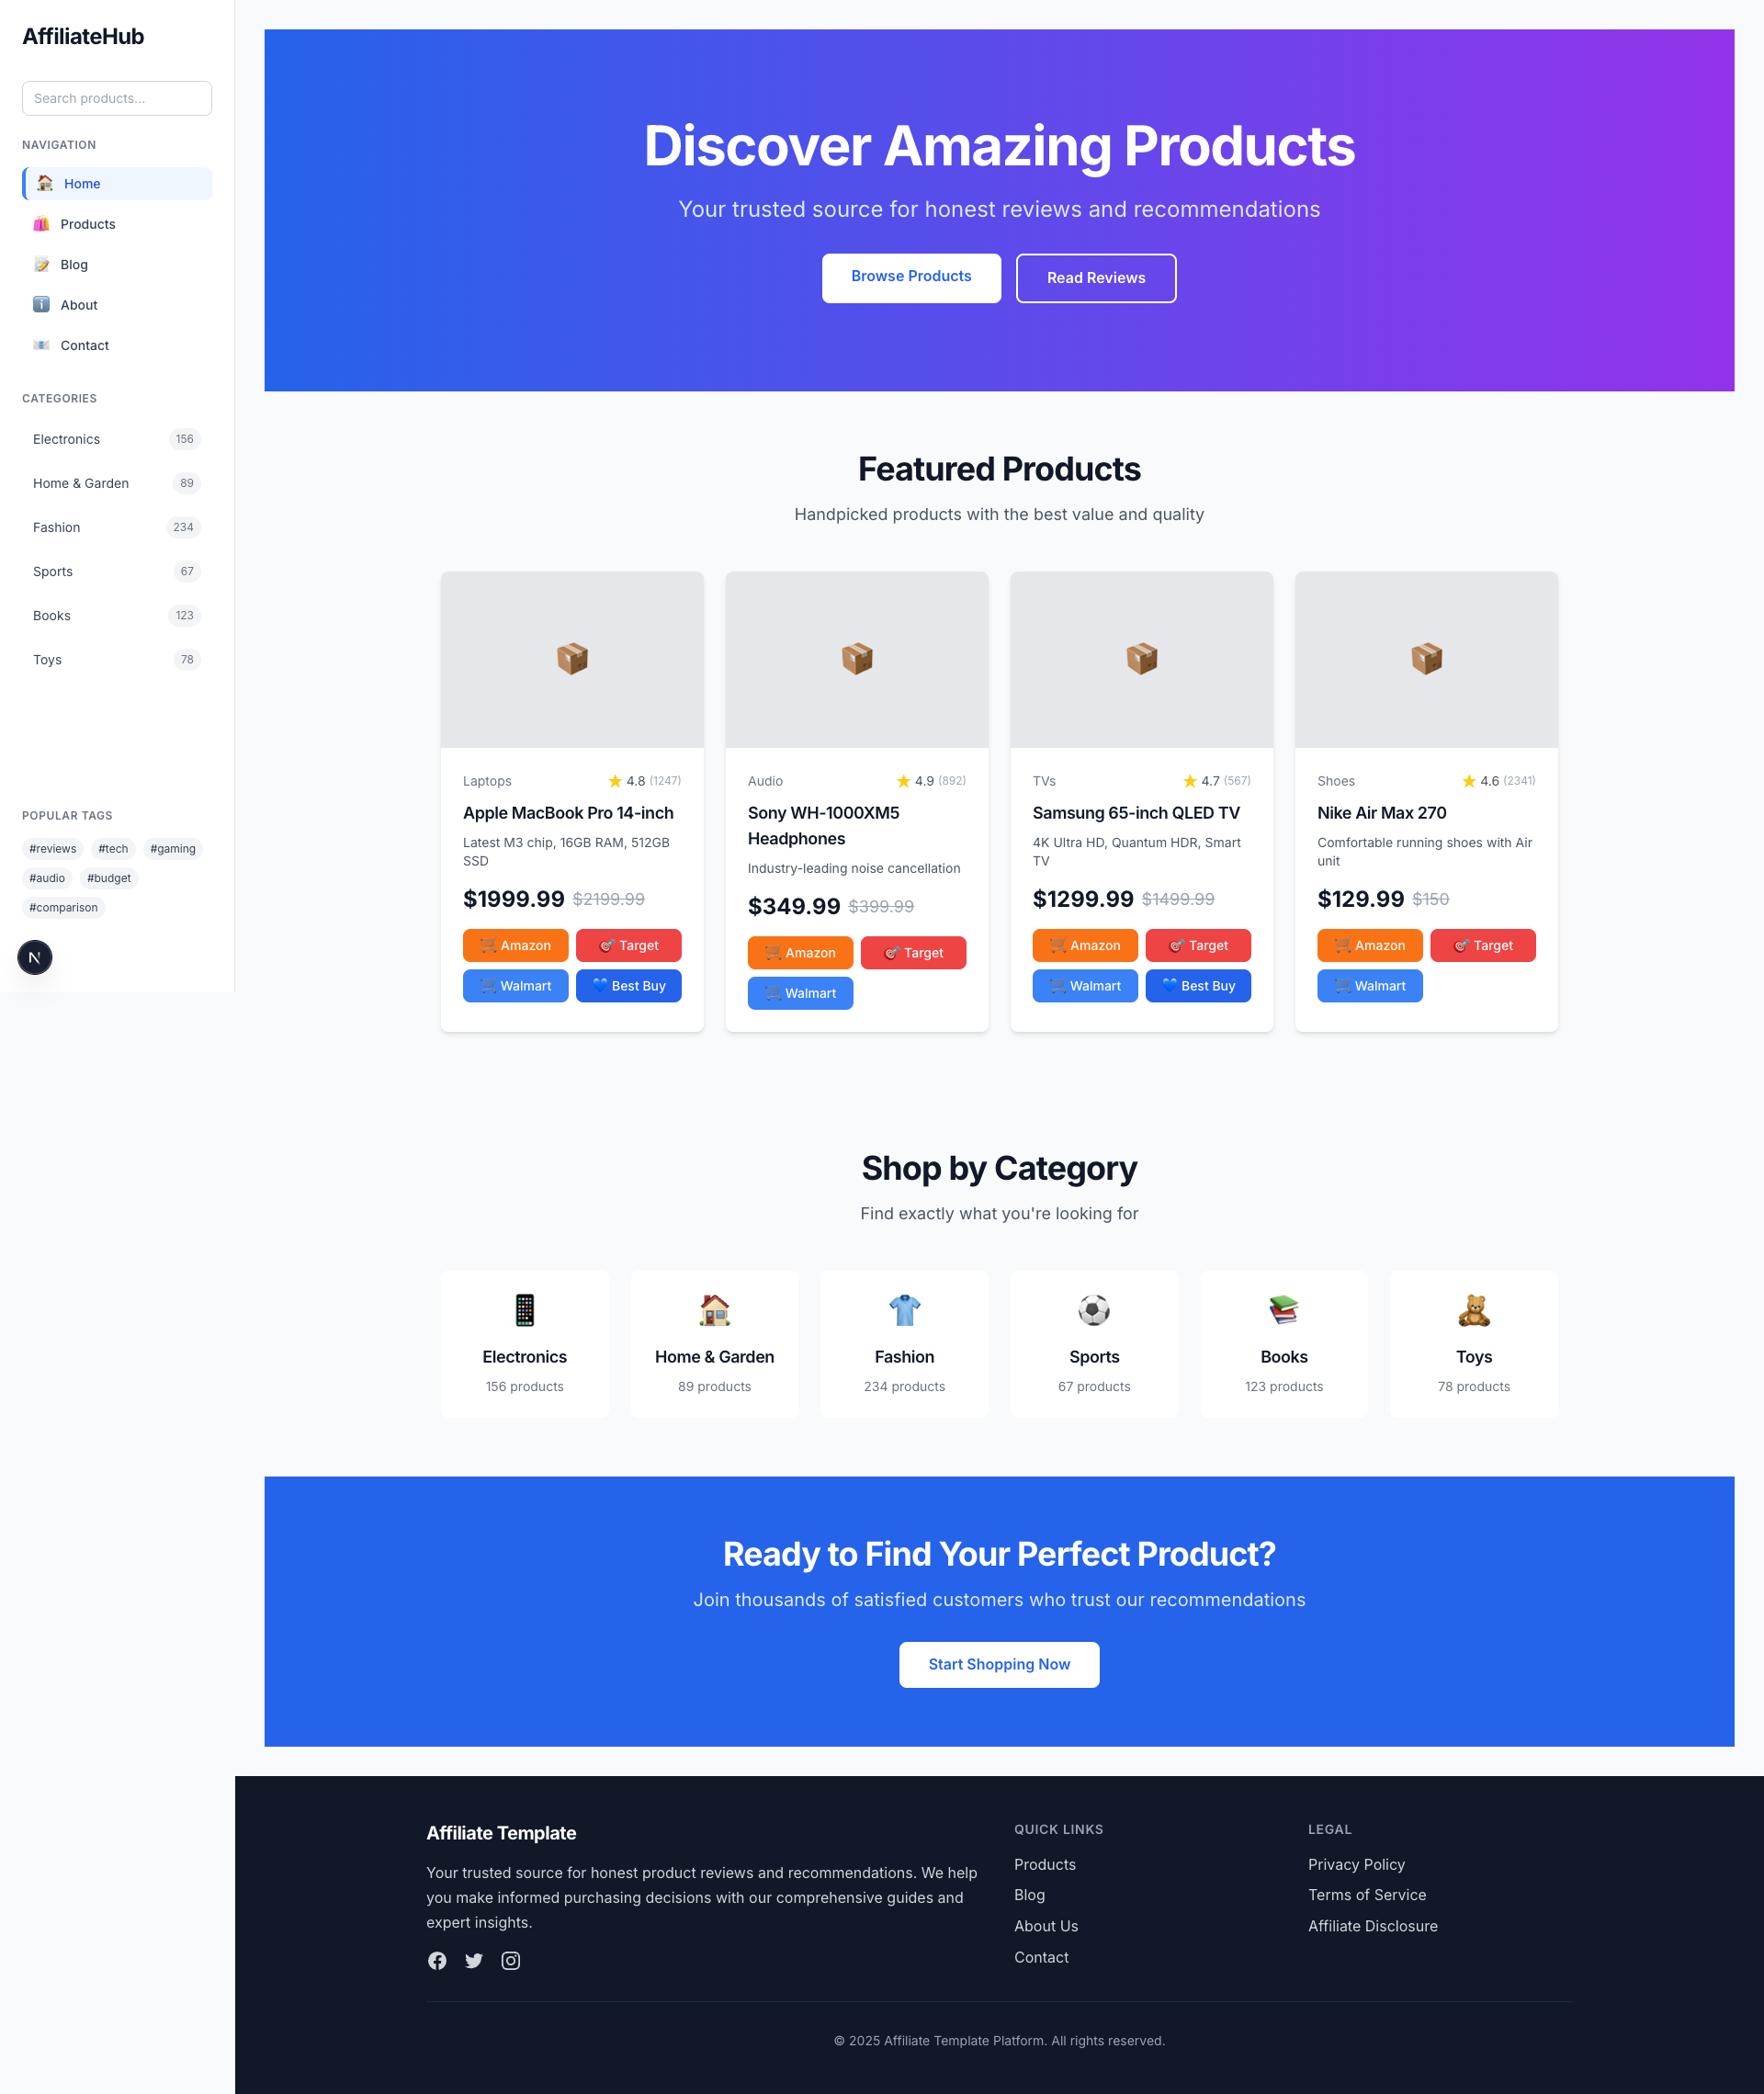 AffiliateHub
Search products...
NAVIGATION
Home
Products
Blog
About
Contact
CATEGORIES
Electronics 156
Home & Garden 89
Fashion 234
Sports 67
Books 123
Toys 78
POPULAR TAGS
#reviews #tech #gaming
#audio #budget
#comparison
N
Discover Amazing Products
Your trusted source for honest reviews and recommendations
Browse Products Read Reviews
Featured Products
Handpicked products with the best value and quality
Laptops 4.8 (1247)
Apple MacBook Pro 14-inch
Latest M3 chip, 16GB RAM, 512GB
SSD
$1999.99 $2199.99
Amazon Target
Walmart Best Buy
Audio 4.9 (892)
Sony WH-1000XM5
Headphones
Industry-leading noise cancellation
$349.99 $399.99
Amazon Target
Walmart
TVs 4.7 (567)
Samsung 65-inch QLED TV
4K Ultra HD, Quantum HDR, Smart
TV
$1299.99 $1499.99
Amazon Target
Walmart Best Buy
Shoes 4.6 (2341)
Nike Air Max 270
Comfortable running shoes with Air
unit
$129.99 $150
Amazon Target
Walmart
Shop by Category
Find exactly what you're looking for
Electronics
156 products
Home & Garden
89 products
Fashion
234 products
Sports
67 products
Books
123 products
Toys
78 products
Ready to Find Your Perfect Product?
Join thousands of satisfied customers who trust our recommendations
Start Shopping Now
Affiliate Template
Your trusted source for honest product reviews and recommendations. We help
you make informed purchasing decisions with our comprehensive guides and
expert insights.
QUICK LINKS
Products
Blog
About Us
Contact
LEGAL
Privacy Policy
Terms of Service
Affiliate Disclosure
© 2025 Affiliate Template Platform. All rights reserved.